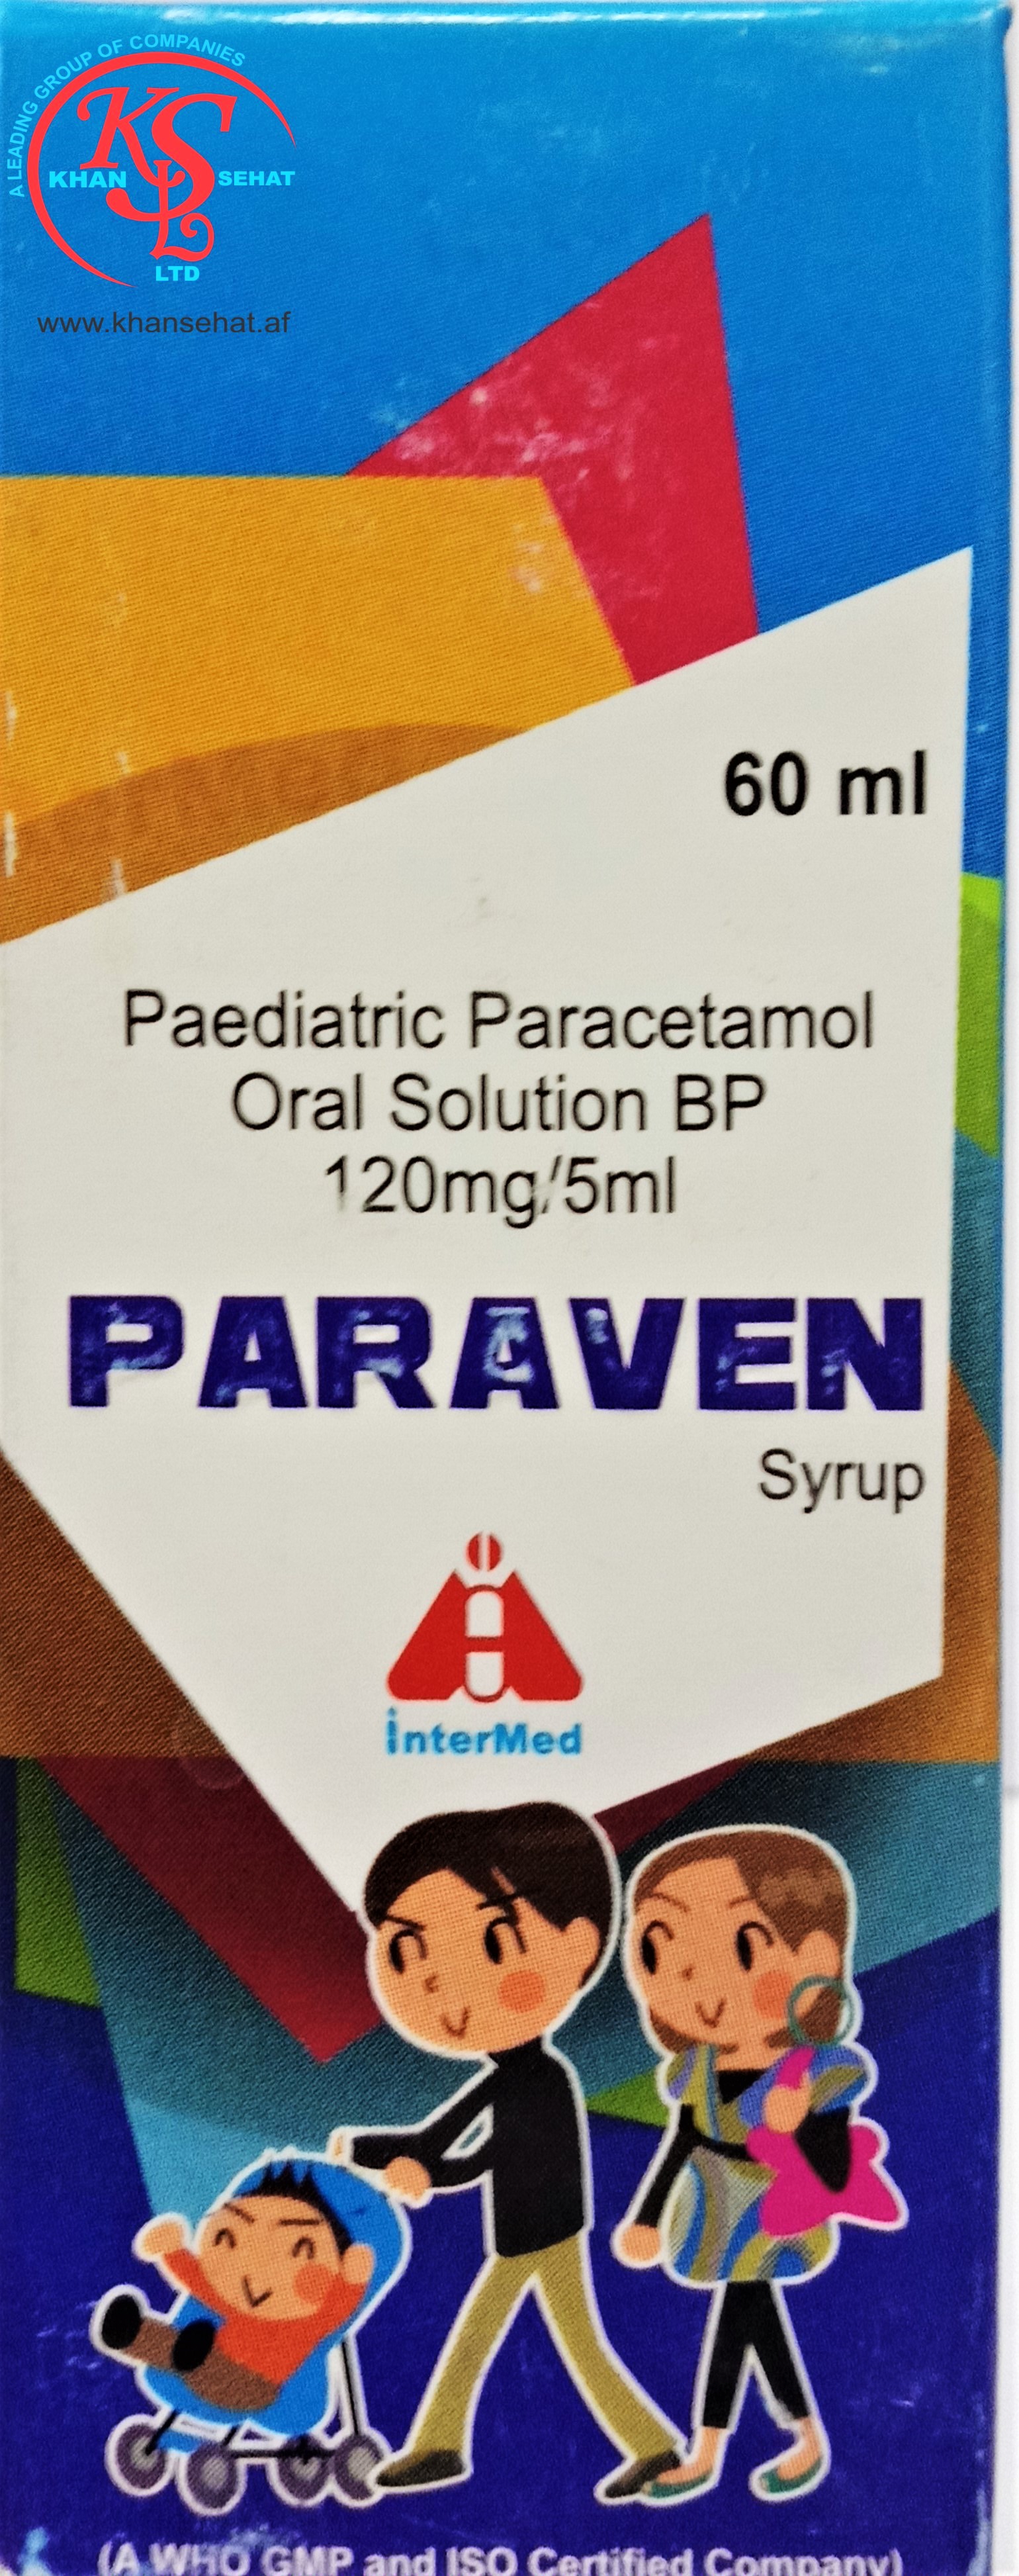 A LEADING GROUP OF COMPANIES
KSL
KHAN SEHAT
LTD
www.khansehat.af
60 ml
Paediatric Paracetamol
Oral Solution BP
120mg/5ml
PARAVEN
Syrup
interMed
(A WHO GMP and ISO Certified Company)